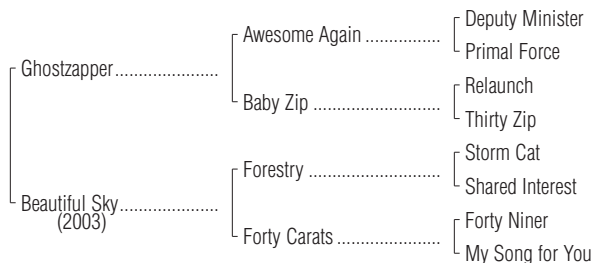 Deputy Minister
Awesome Again ................
Primal Force
Ghostzapper......................
Relaunch
Baby Zip ...........................
Thirty Zip
Storm Cat
Forestry ............................
Shared Interest
Beautiful Sky.....................
(2003)
Forty Niner
Forty Carats ......................
My Song for You